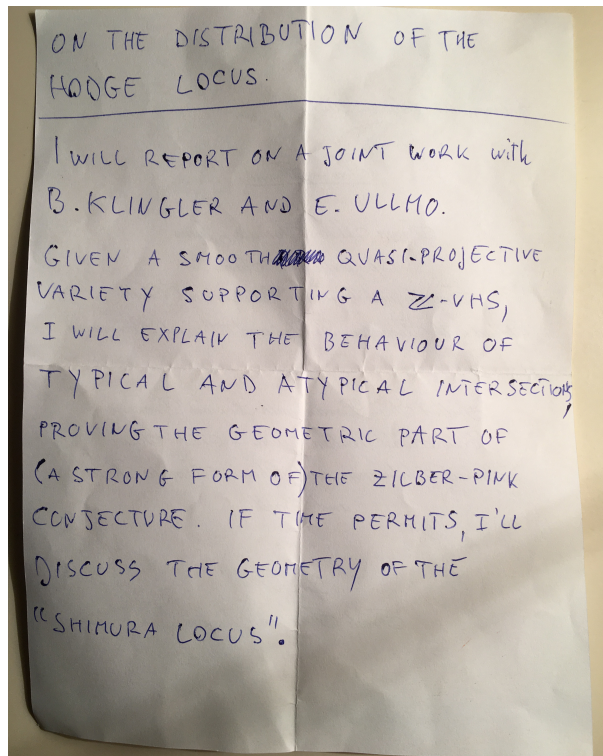 ON THE DISTRIBUTION OF THE
HODGE LOCUS.
I WILL REPORT ON A JOINT WORK with
B. KLINGLER AND E. ULLMO.
GIVEN A SMOOTH QUASI-PROJECTIVE
VARIETY SUPPORTING A ℤ-VHS,
I WILL EXPLAIN THE BEHAVIOUR OF
TYPICAL AND ATYPICAL INTERSECTIONS,
PROVING THE GEOMETRIC PART OF
(A STRONG FORM OF) THE ZILBER-PINK
CONJECTURE. IF TIME PERMITS, I'LL
DISCUSS THE GEOMETRY OF THE
"SHIMURA LOCUS".